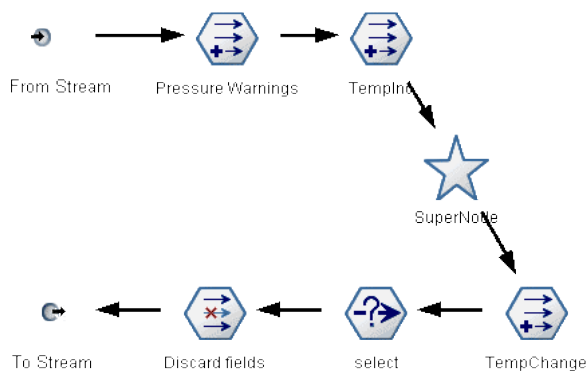 From Stream
Pressure Warnings
TempInc
SuperNode
To Stream
Discard fields
select
TempChange